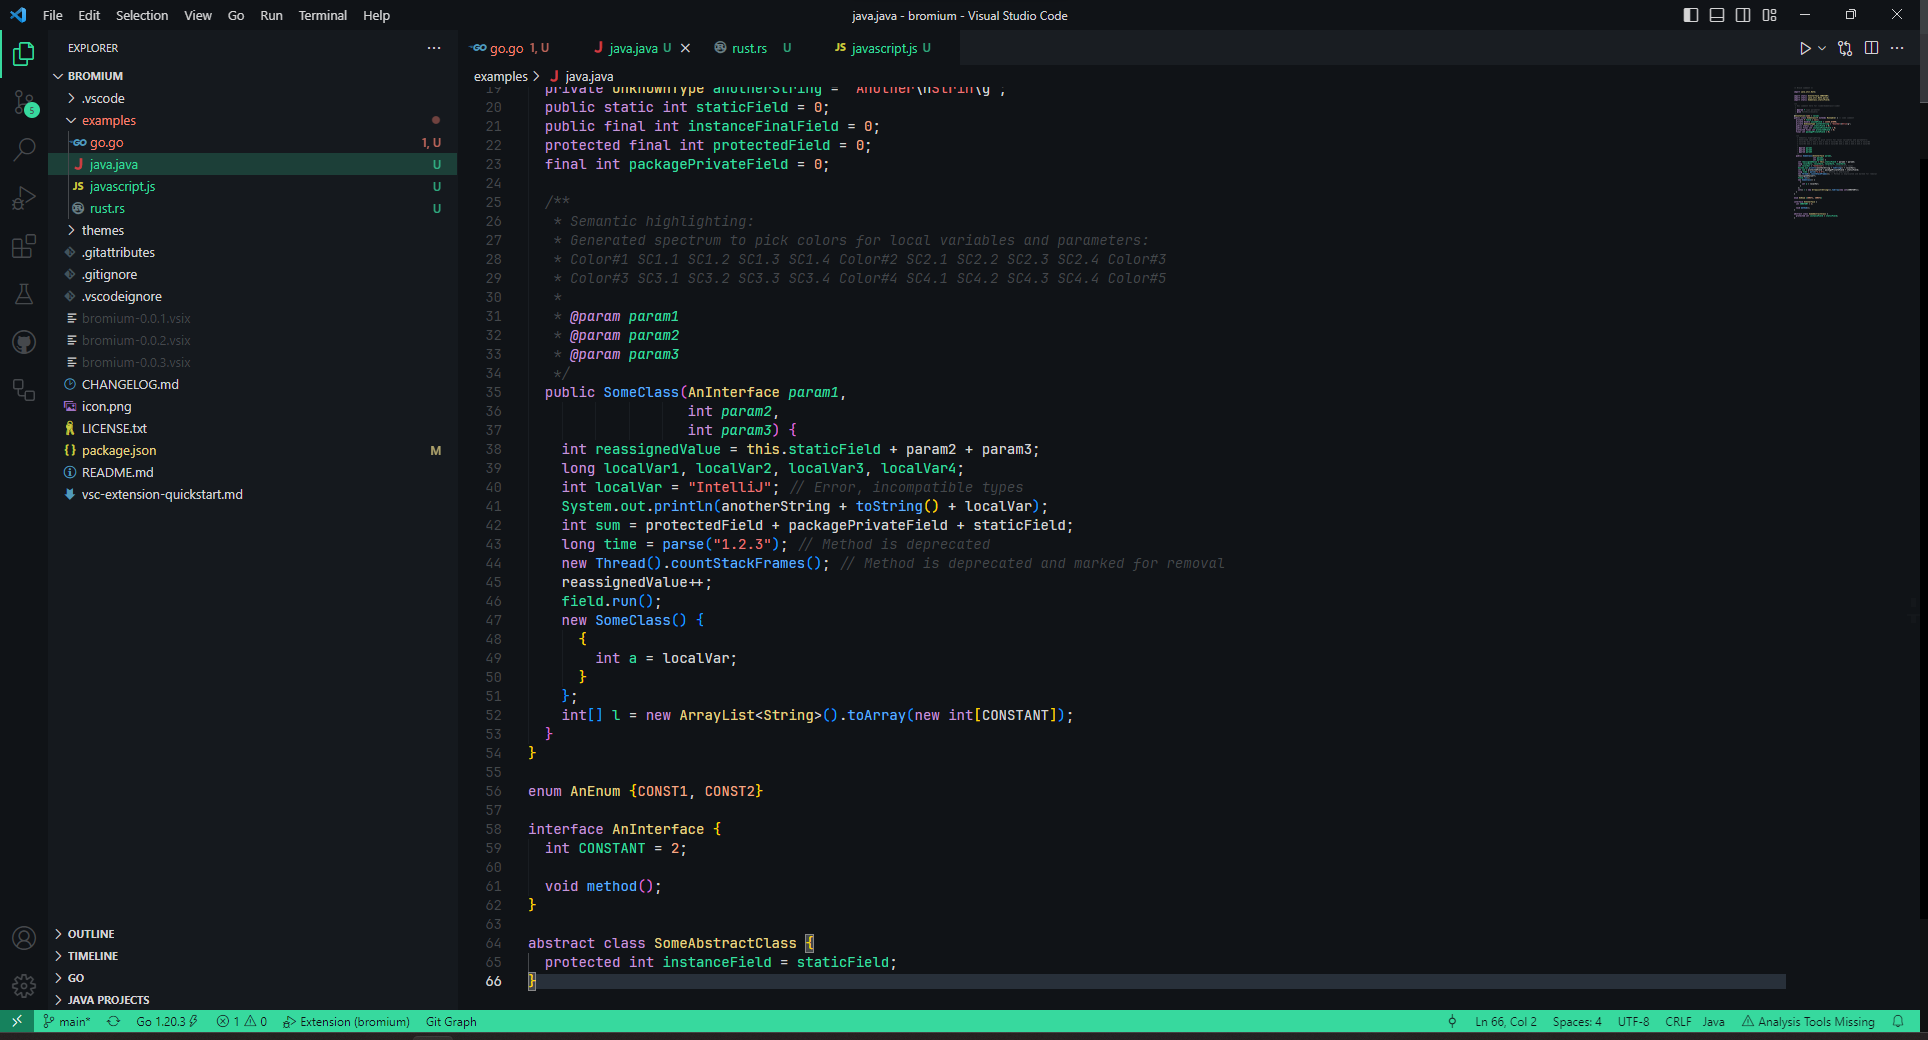 File Edit Selection View Go Run Terminal Help
java.java - bromium - Visual Studio Code
EXPLORER
BROMIUM
.vscode
examples
go.go 1, U
java.java U
javascript.js U
rust.rs U
themes
.gitattributes
.gitignore
.vscodeignore
bromium-0.0.1.vsix
bromium-0.0.2.vsix
bromium-0.0.3.vsix
CHANGELOG.md
icon.png
LICENSE.txt
package.json M
README.md
vsc-extension-quickstart.md
OUTLINE
TIMELINE
GO
JAVA PROJECTS
5
GO go.go 1, U J java.java U rust.rs U JS javascript.js U
examples > J java.java
19 private UnknownType anotherString = "Another\nStrin\g";
20 public static int staticField = 0;
21 public final int instanceFinalField = 0;
22 protected final int protectedField = 0;
23 final int packagePrivateField = 0;
24
25 /**
26 * Semantic highlighting:
27 * Generated spectrum to pick colors for local variables and parameters:
28 * Color#1 SC1.1 SC1.2 SC1.3 SC1.4 Color#2 SC2.1 SC2.2 SC2.3 SC2.4 Color#3
29 * Color#3 SC3.1 SC3.2 SC3.3 SC3.4 Color#4 SC4.1 SC4.2 SC4.3 SC4.4 Color#5
30 *
31 * @param param1
32 * @param param2
33 * @param param3
34 */
35 public SomeClass(AnInterface param1,
36 int param2,
37 int param3) {
38 int reassignedValue = this.staticField + param2 + param3;
39 long localVar1, localVar2, localVar3, localVar4;
40 int localVar = "IntelliJ"; // Error, incompatible types
41 System.out.println(anotherString + toString() + localVar);
42 int sum = protectedField + packagePrivateField + staticField;
43 long time = parse("1.2.3"); // Method is deprecated
44 new Thread().countStackFrames(); // Method is deprecated and marked for removal
45 reassignedValue++;
46 field.run();
47 new SomeClass() {
48 {
49 int a = localVar;
50 }
51 };
52 int[] l = new ArrayList<String>().toArray(new int[CONSTANT]);
53 }
54 }
55
56 enum AnEnum {CONST1, CONST2}
57
58 interface AnInterface {
59 int CONSTANT = 2;
60
61 void method();
62 }
63
64 abstract class SomeAbstractClass {
65 protected int instanceField = staticField;
66 }
main* Go 1.20.3 1 0 Extension (bromium) Git Graph
Ln 66, Col 2 Spaces: 4 UTF-8 CRLF Java Analysis Tools Missing